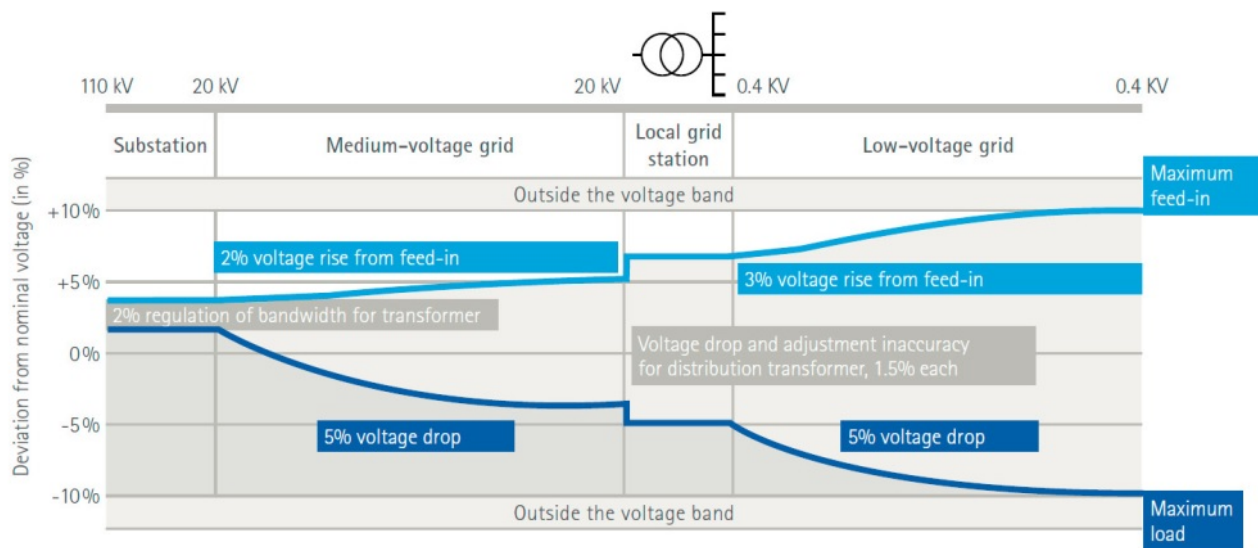 110 kV
20 kV
20 kV
0.4 KV
0.4 KV
Substation
Medium-voltage grid
Local grid
station
Low-voltage grid
Deviation from nominal voltage (in %)
Outside the voltage band
Maximum
feed-in
+10%
2% voltage rise from feed-in
+5%
3% voltage rise from feed-in
2% regulation of bandwidth for transformer
0%
Voltage drop and adjustment inaccuracy
for distribution transformer, 1.5% each
-5%
5% voltage drop
5% voltage drop
-10%
Outside the voltage band
Maximum
load